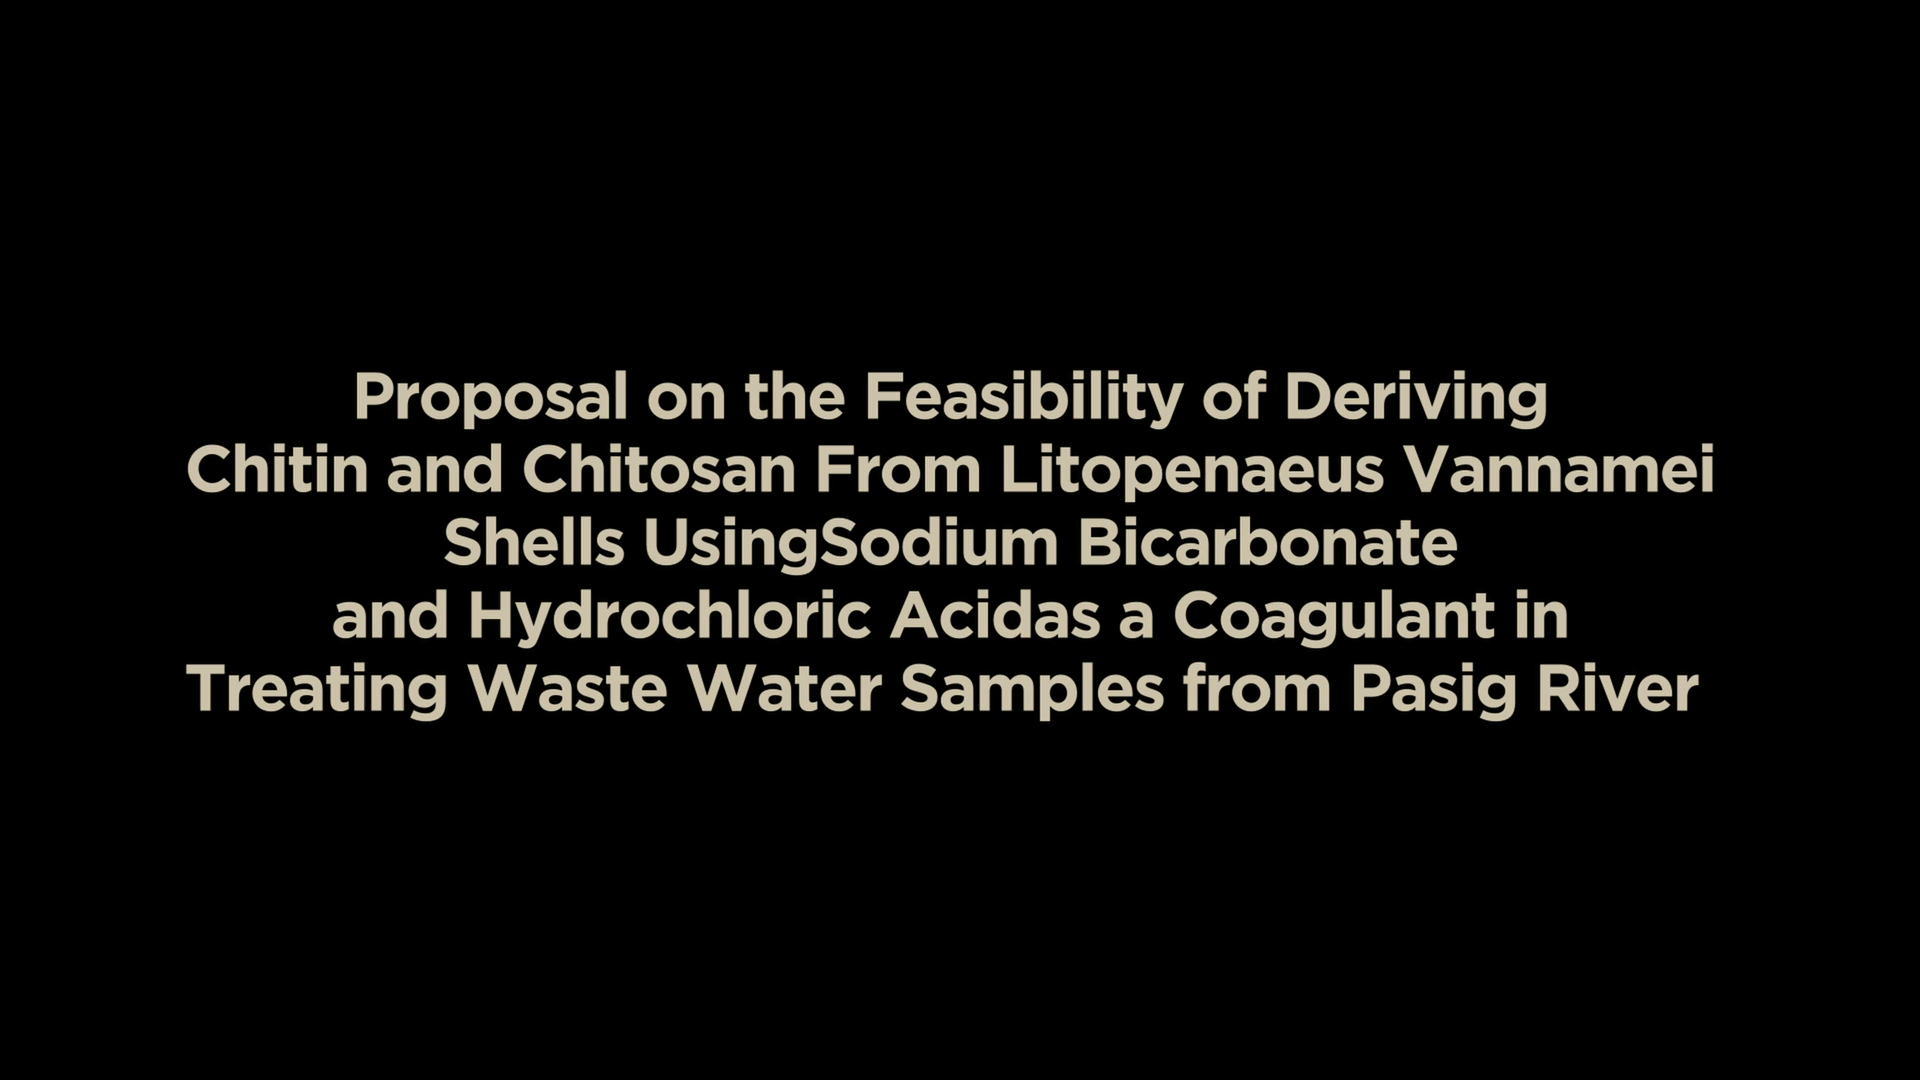 Proposal on the Feasibility of Deriving
Chitin and Chitosan From Litopenaeus Vannamei
Shells UsingSodium Bicarbonate
and Hydrochloric Acidas a Coagulant in
Treating Waste Water Samples from Pasig River